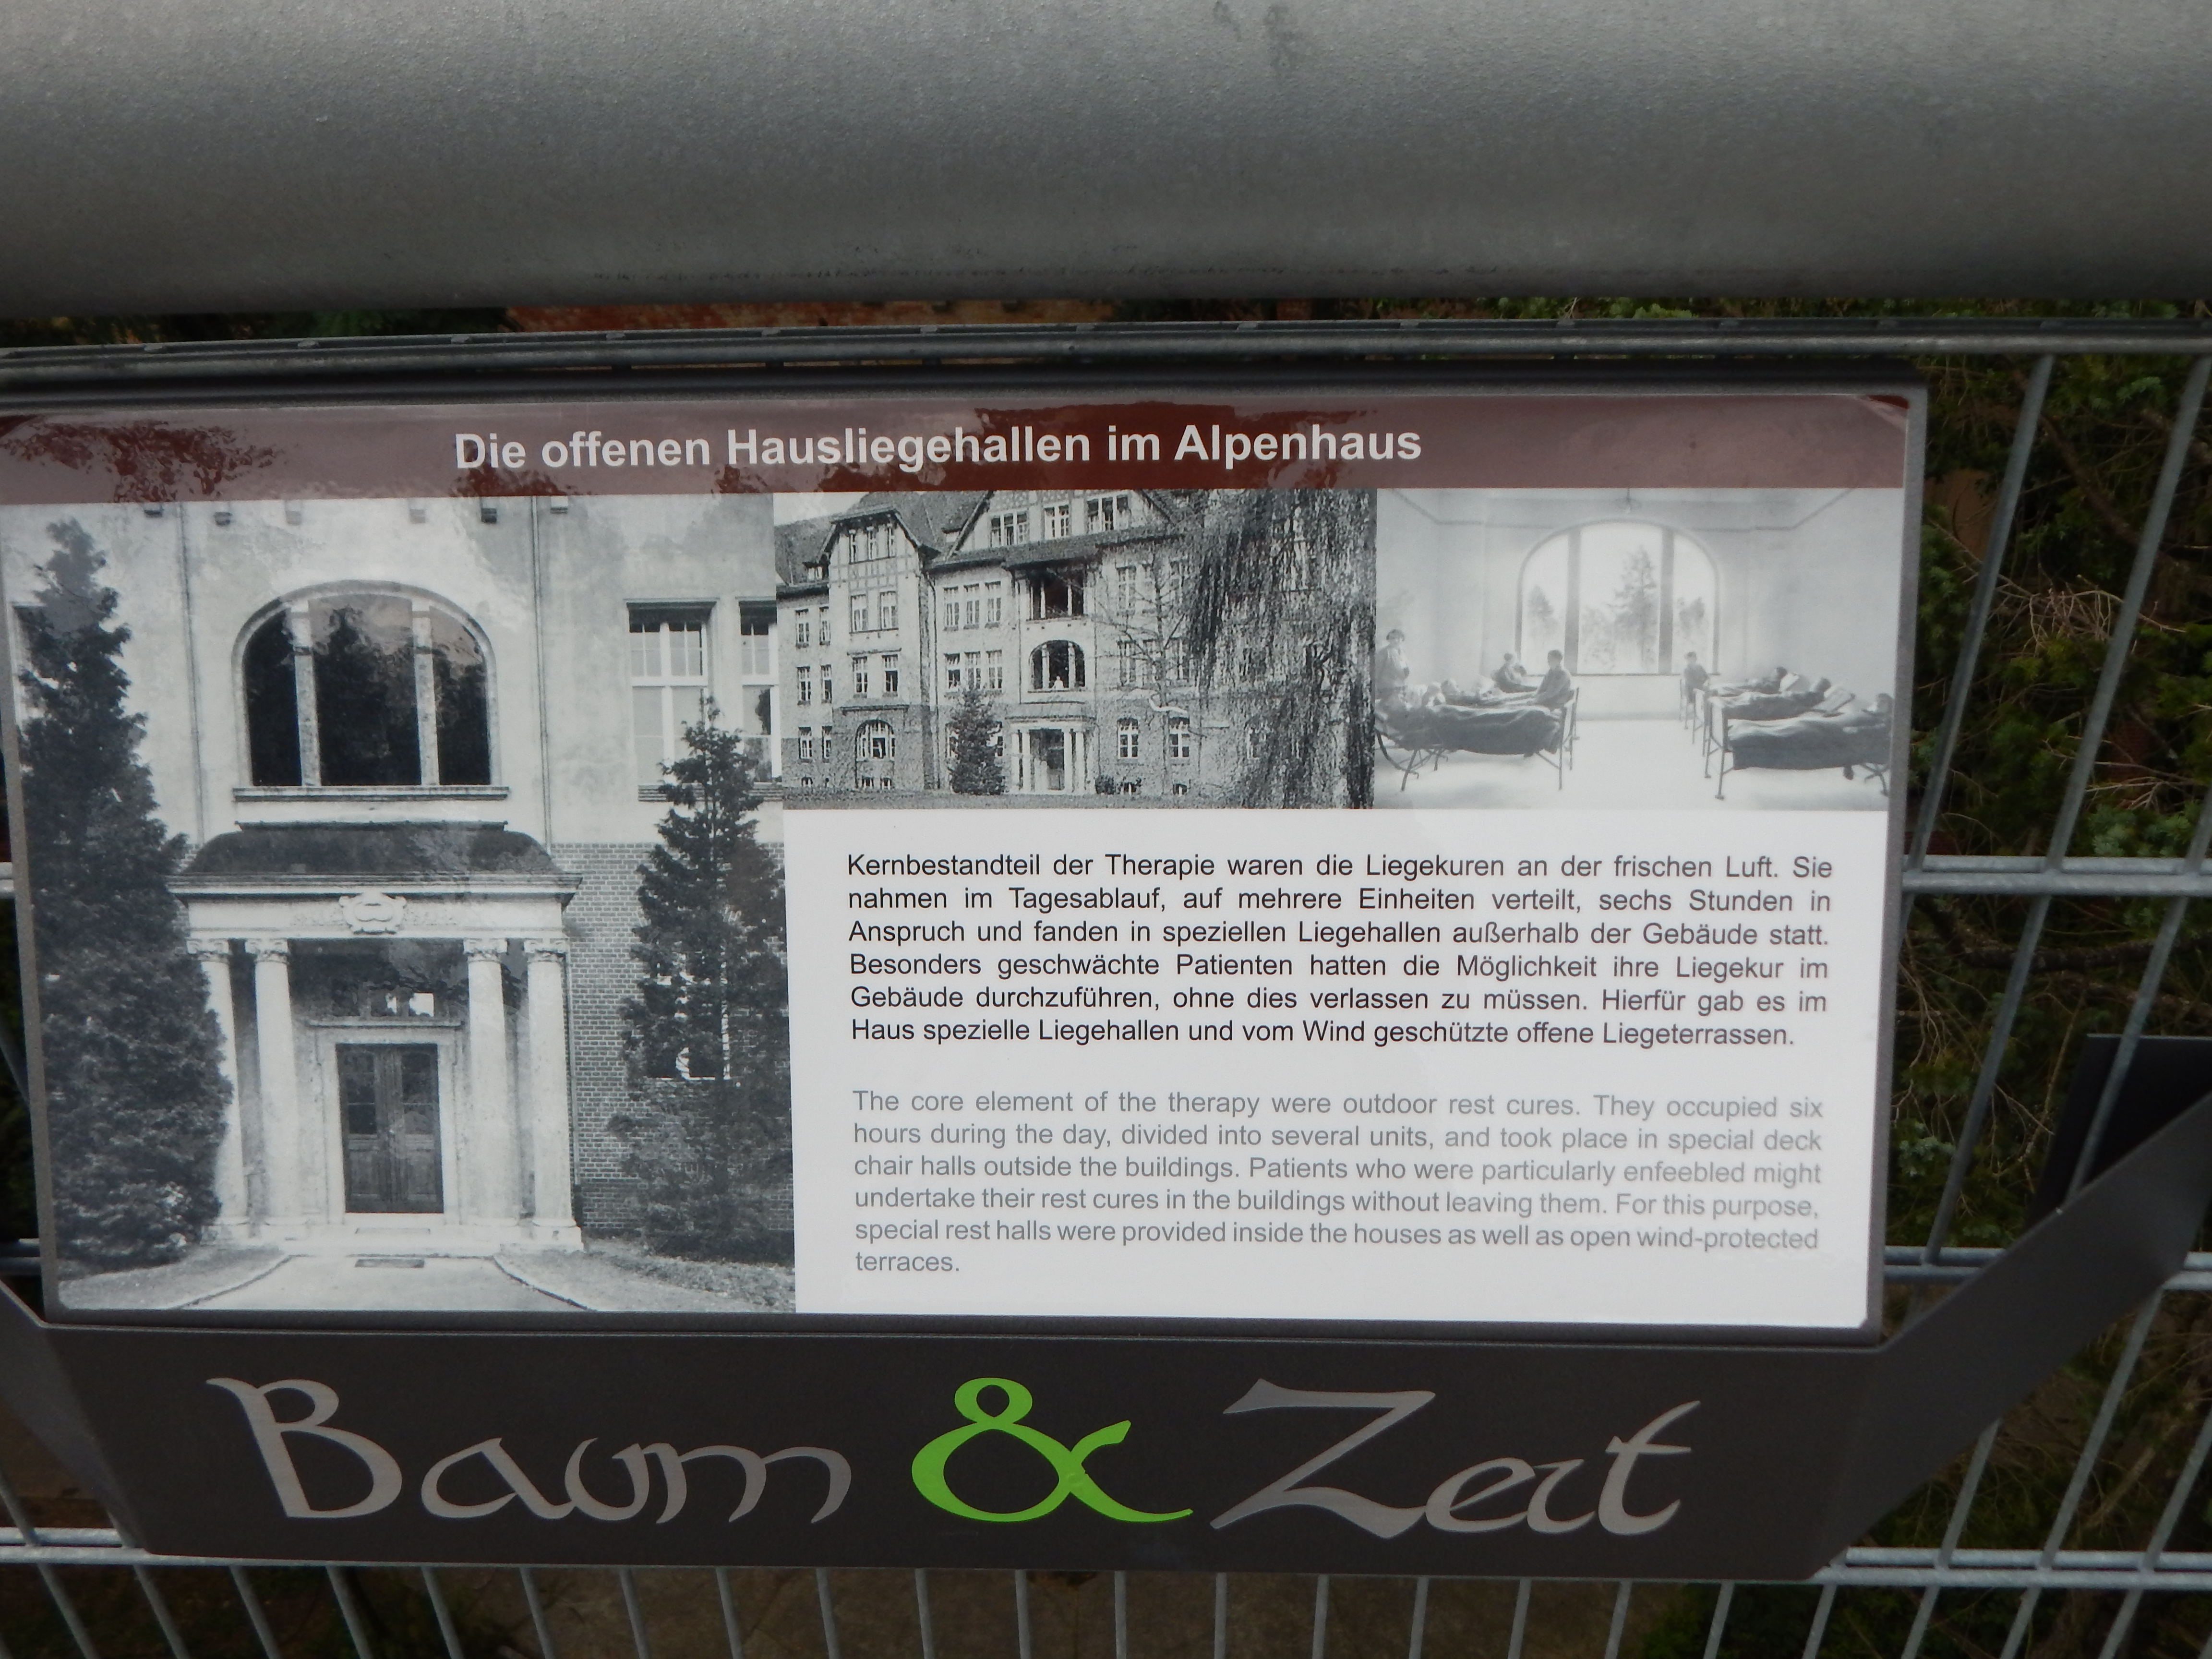 Die offenen Hausliegehallen im Alpenhaus
Kernbestandteil der Therapie waren die Liegekuren an der frischen Luft. Sie
nahmen im Tagesablauf, auf mehrere Einheiten verteilt, sechs Stunden in
Anspruch und fanden in speziellen Liegehallen außerhalb der Gebäude statt.
Besonders geschwächte Patienten hatten die Möglichkeit ihre Liegekur im
Gebäude durchzuführen, ohne dies verlassen zu müssen. Hierfür gab es im
Haus spezielle Liegehallen und vom Wind geschützte offene Liegeterrassen.
The core element of the therapy were outdoor rest cures. They occupied six
hours during the day, divided into several units, and took place in special deck
chair halls outside the buildings. Patients who were particularly enfeebled might
undertake their rest cures in the buildings without leaving them. For this purpose,
special rest halls were provided inside the houses as well as open wind-protected
terraces.
Baum & Zeit